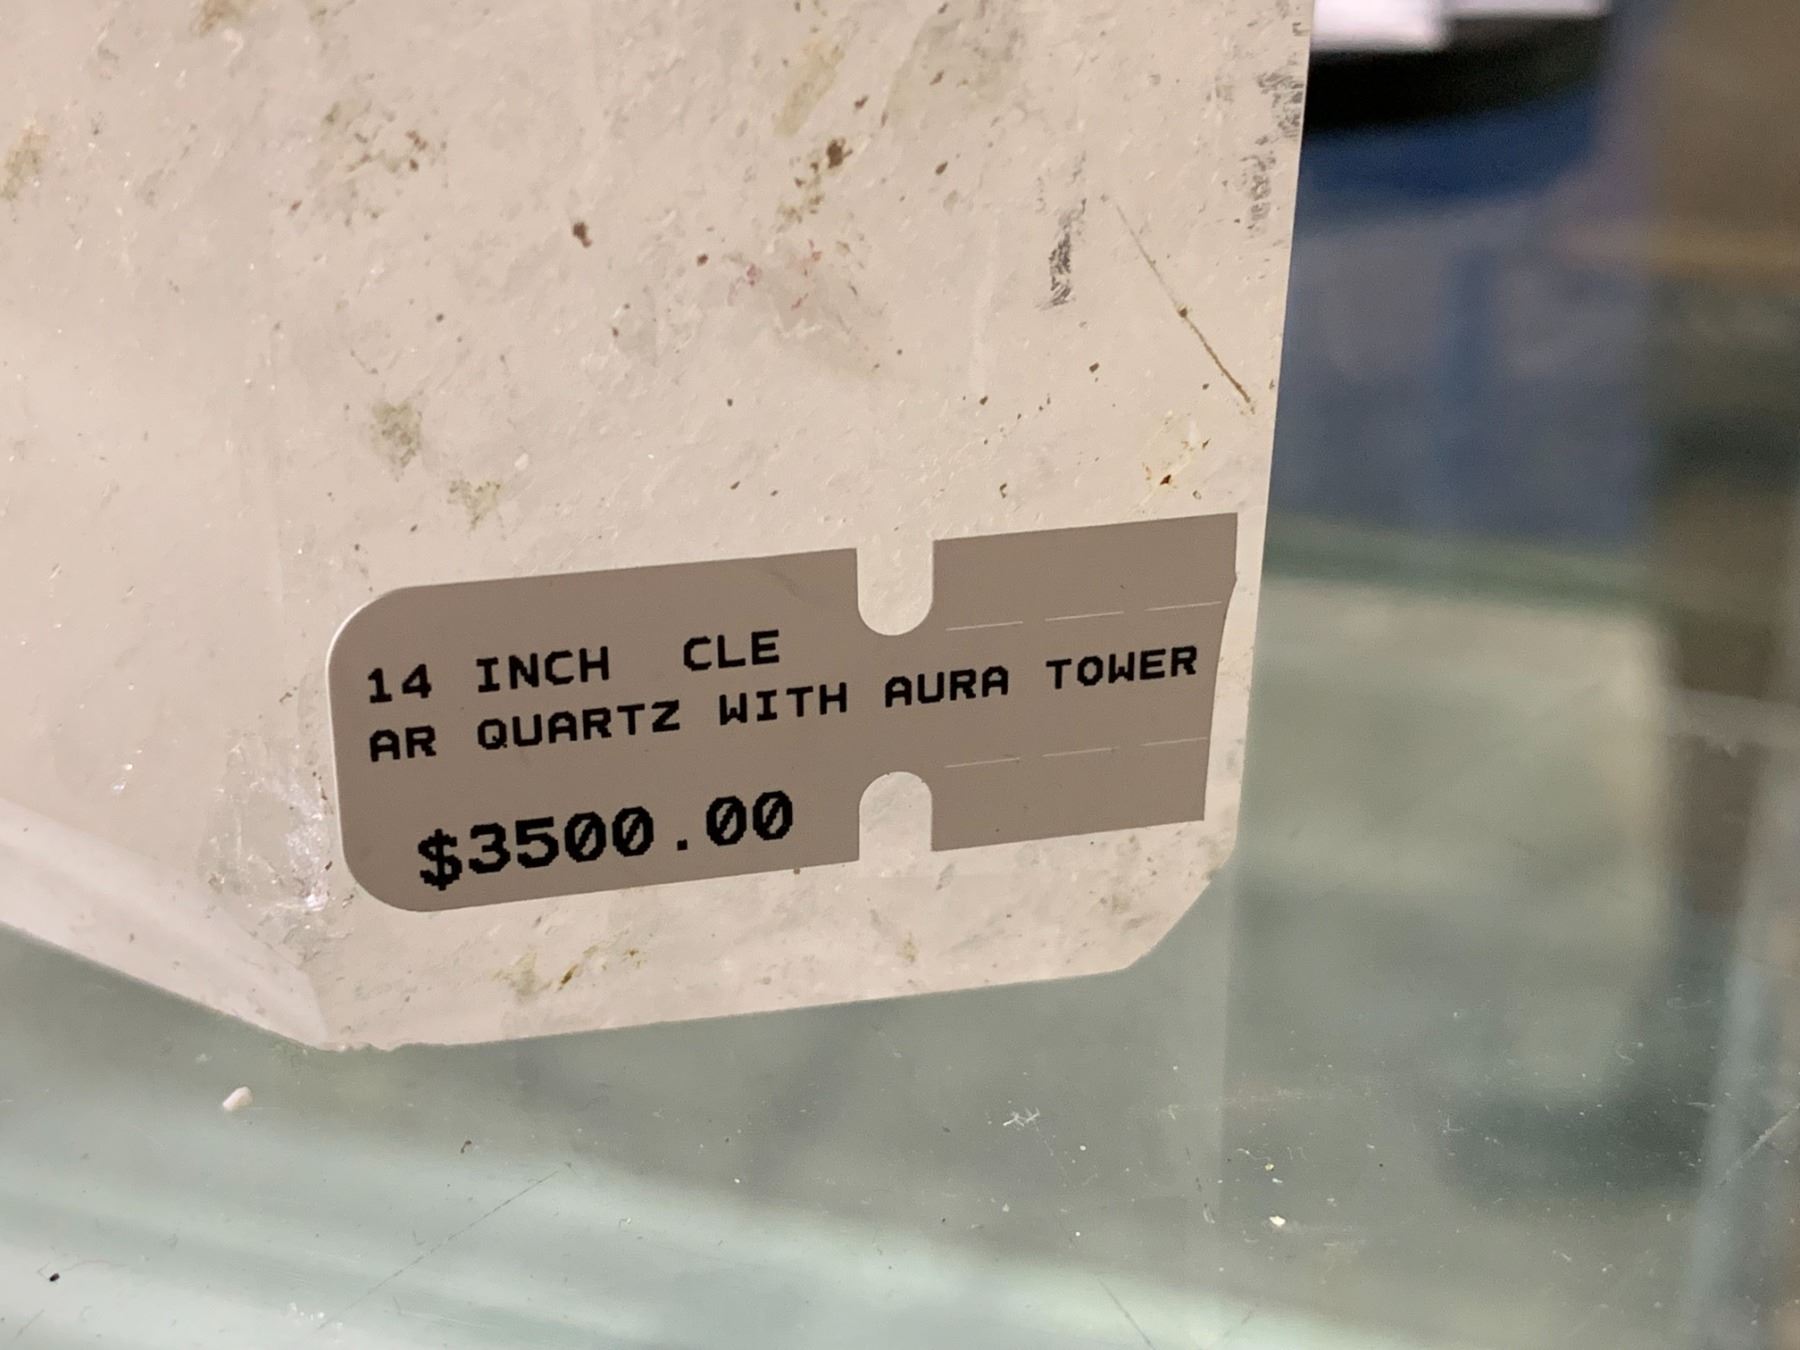 14 INCH CLE
AR QUARTZ WITH AURA TOWER
$3500.00